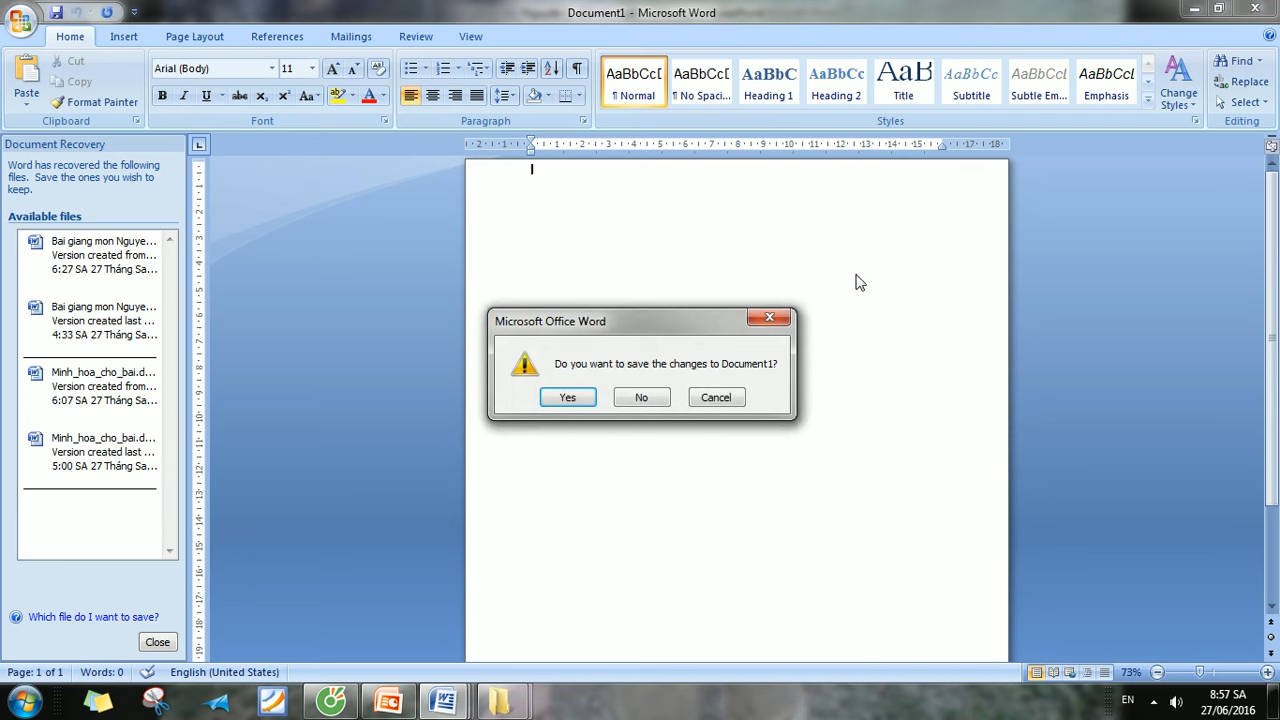 Document1 - Microsoft Word
Home Insert Page Layout References Mailings Review View
Paste
Cut
Copy
Format Painter
Clipboard
Arial (Body) 11
Font
Paragraph
AaBbCcD AaBbCcD AaBbC AaBbCc AaB AaBbCc AaBbCcL AaBbCcL
¶ Normal ¶ No Spaci... Heading 1 Heading 2 Title Subtitle Subtle Em... Emphasis
Change Styles
Styles
Find
Replace
Select
Editing
Document Recovery
Word has recovered the following
files. Save the ones you wish to
keep.
Available files
Bai giang mon Nguye...
Version created from...
6:27 SA 27 Tháng Sa...
Bai giang mon Nguye...
Version created last ...
4:33 SA 27 Tháng Sa...
Minh_hoa_cho_bai.d...
Version created from...
6:07 SA 27 Tháng Sa...
Minh_hoa_cho_bai.d...
Version created last ...
5:00 SA 27 Tháng Sa...
Which file do I want to save?
Close
Microsoft Office Word
Do you want to save the changes to Document1?
Yes No Cancel
Page: 1 of 1 Words: 0 English (United States) 73%
EN
8:57 SA
27/06/2016